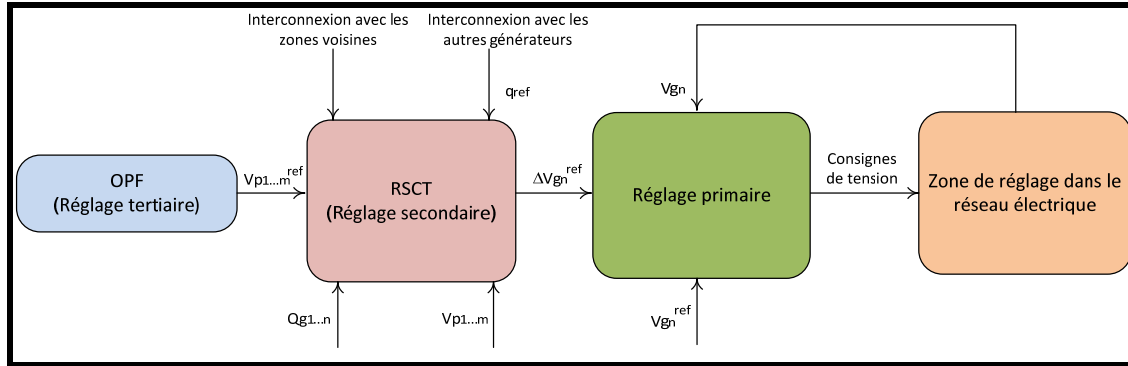 Interconnexion avec les
zones voisines
Interconnexion avec les
autres générateurs
qref
Vgn
OPF
(Réglage tertiaire)
Vp1...m ref
RSCT
(Réglage secondaire)
ΔVgn ref
Réglage primaire
Consignes
de tension
Zone de réglage dans le
réseau électrique
Qg1...n
Vp1...m
Vgn ref